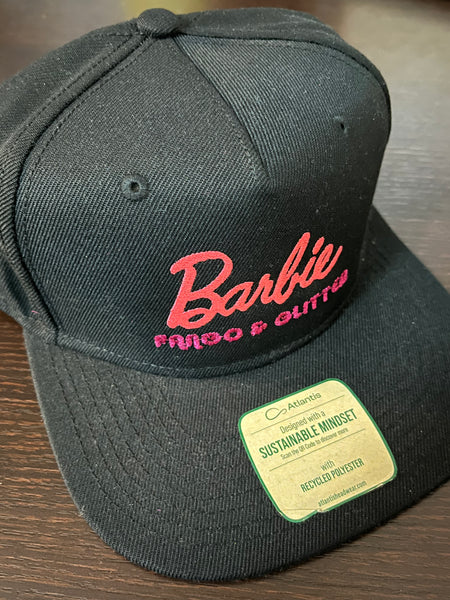 Barbie
FANGO & GLITTER
Atlantis
Designed with a
SUSTAINABLE MINDSET
Scan the QR Code to discover more
with
RECYCLED POLYESTER
atlantisheadwear.com